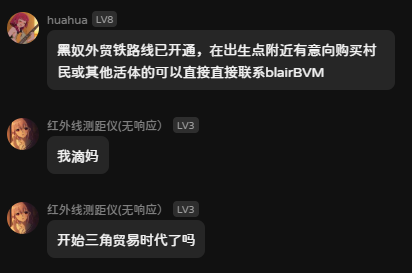 huahua LV8
黑奴外贸铁路线已开通，在出生点附近有意向购买村
民或其他活体的可以直接直接联系blairBVM
红外线测距仪(无响应） LV3
我滴妈
红外线测距仪(无响应） LV3
开始三角贸易时代了吗